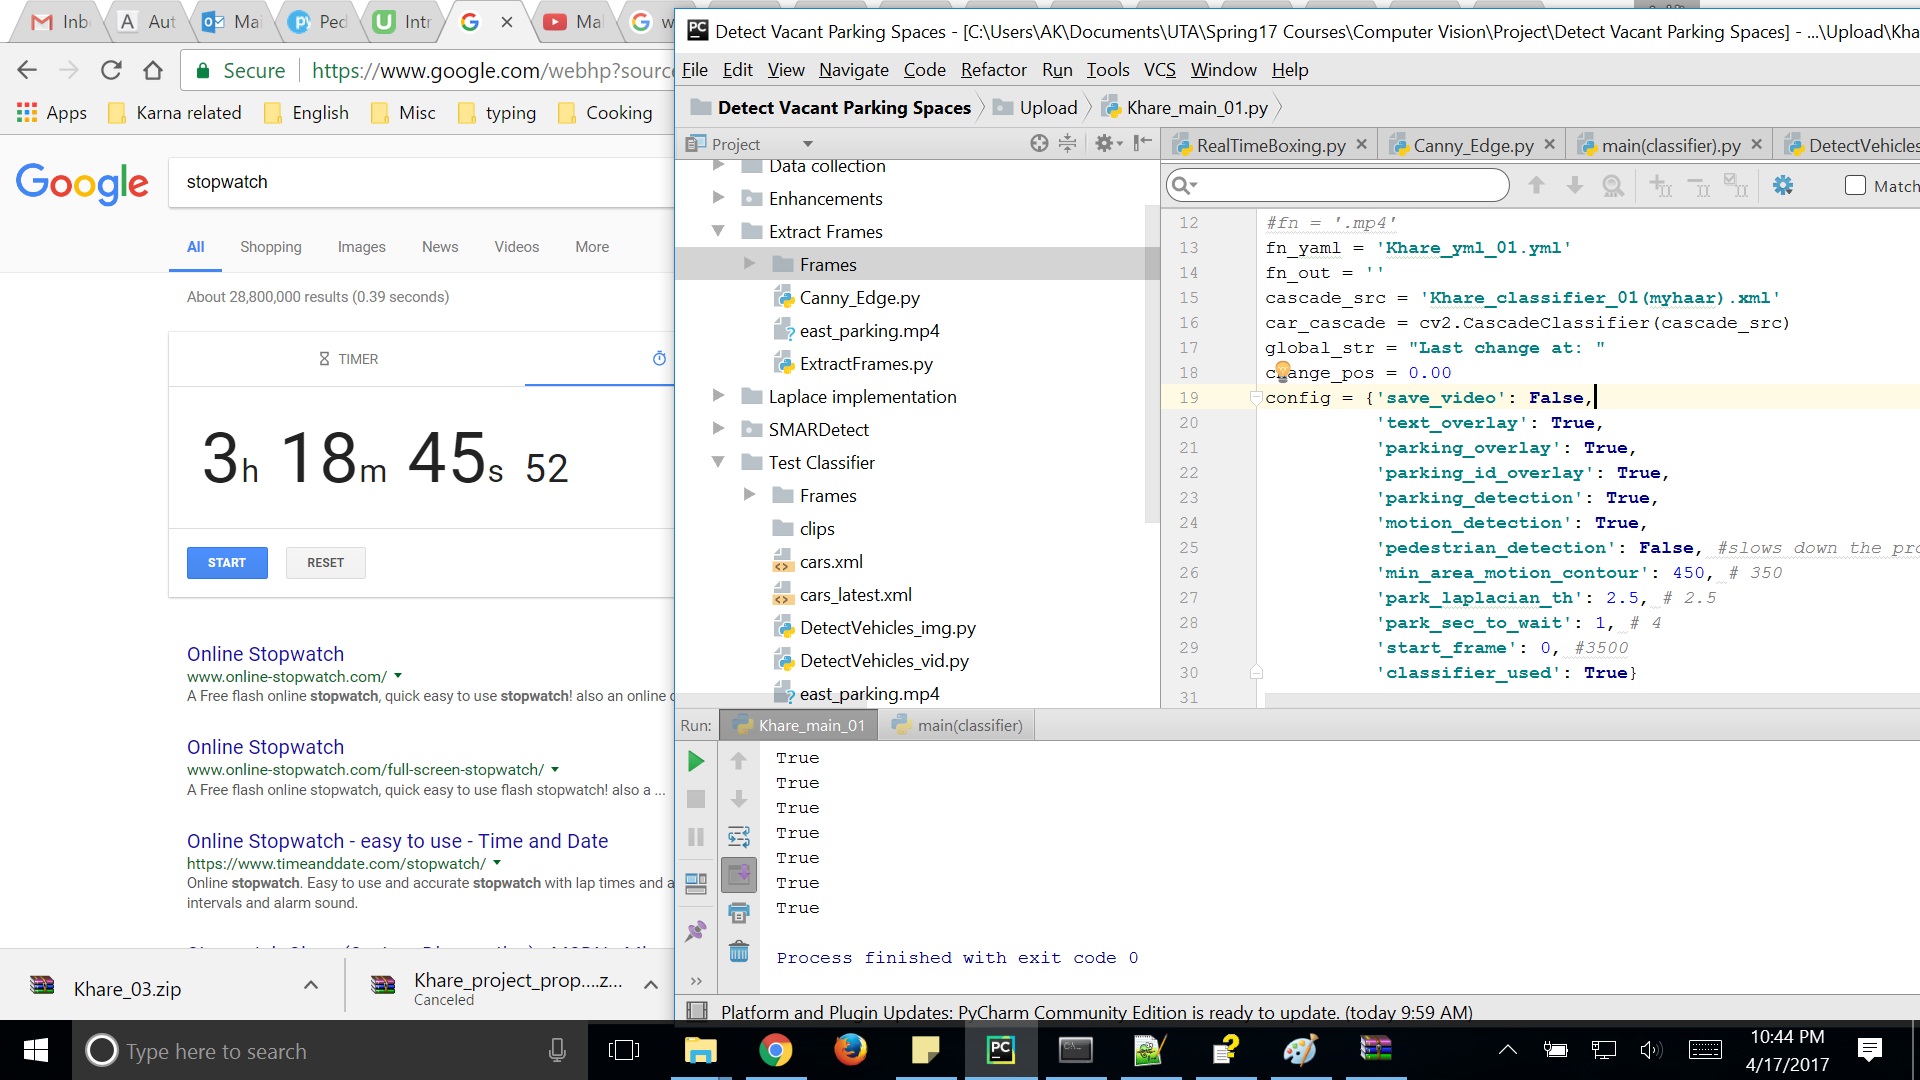 Inb
Aut
Mai
Ped
Intr
Mal
w
Secure
https://www.google.com/webhp?sourc
Apps
Karna related
English
Misc
typing
Cooking
Google
stopwatch
All
Shopping
Images
News
Videos
More
About 28,800,000 results (0.39 seconds)
TIMER
3h 18m 45s 52
START
RESET
Online Stopwatch
www.online-stopwatch.com/
A Free flash online stopwatch, quick easy to use stopwatch! also an online c
Online Stopwatch
www.online-stopwatch.com/full-screen-stopwatch/
A Free flash online stopwatch, quick easy to use flash stopwatch! also a ...
Online Stopwatch - easy to use - Time and Date
https://www.timeanddate.com/stopwatch/
Online stopwatch. Easy to use and accurate stopwatch with lap times and a
intervals and alarm sound.
Khare_03.zip
Khare_project_prop....z...
Canceled
Detect Vacant Parking Spaces - [C:\Users\AK\Documents\UTA\Spring17 Courses\Computer Vision\Project\Detect Vacant Parking Spaces] - ...\Upload\Kha
File Edit View Navigate Code Refactor Run Tools VCS Window Help
Detect Vacant Parking Spaces
Upload
Khare_main_01.py
Project
Data collection
Enhancements
Extract Frames
Frames
Canny_Edge.py
east_parking.mp4
ExtractFrames.py
Laplace implementation
SMARDetect
Test Classifier
Frames
clips
cars.xml
cars_latest.xml
DetectVehicles_img.py
DetectVehicles_vid.py
east_parking.mp4
RealTimeBoxing.py
Canny_Edge.py
main(classifier).py
DetectVehicles
Match
12 #fn = '.mp4'
13 fn_yaml = 'Khare_yml_01.yml'
14 fn_out = ''
15 cascade_src = 'Khare_classifier_01(myhaar).xml'
16 car_cascade = cv2.CascadeClassifier(cascade_src)
17 global_str = "Last change at: "
18 change_pos = 0.00
19 config = {'save_video': False,
20 'text_overlay': True,
21 'parking_overlay': True,
22 'parking_id_overlay': True,
23 'parking_detection': True,
24 'motion_detection': True,
25 'pedestrian_detection': False, #slows down the pro
26 'min_area_motion_contour': 450, # 350
27 'park_laplacian_th': 2.5, # 2.5
28 'park_sec_to_wait': 1, # 4
29 'start_frame': 0, #3500
30 'classifier_used': True}
31
Run:
Khare_main_01
main(classifier)
True
True
True
True
True
True
True
Process finished with exit code 0
Platform and Plugin Updates: PyCharm Community Edition is ready to update. (today 9:59 AM)
Type here to search
10:44 PM
4/17/2017